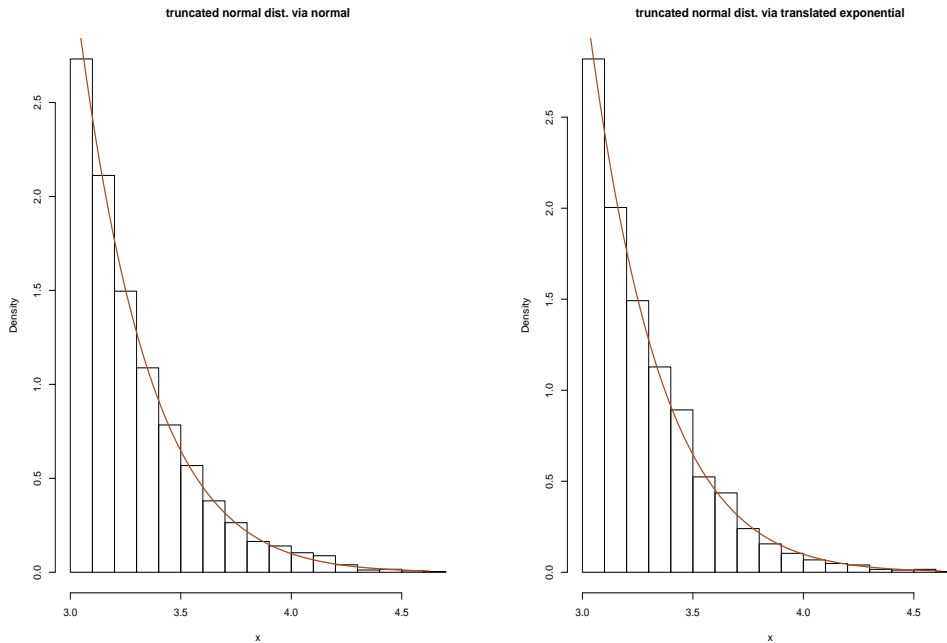 truncated normal dist. via normal
Density
0.0
0.5
1.0
1.5
2.0
2.5
3.0 3.5 4.0 4.5
x
truncated normal dist. via translated exponential
Density
0.0
0.5
1.0
1.5
2.0
2.5
3.0 3.5 4.0 4.5
x